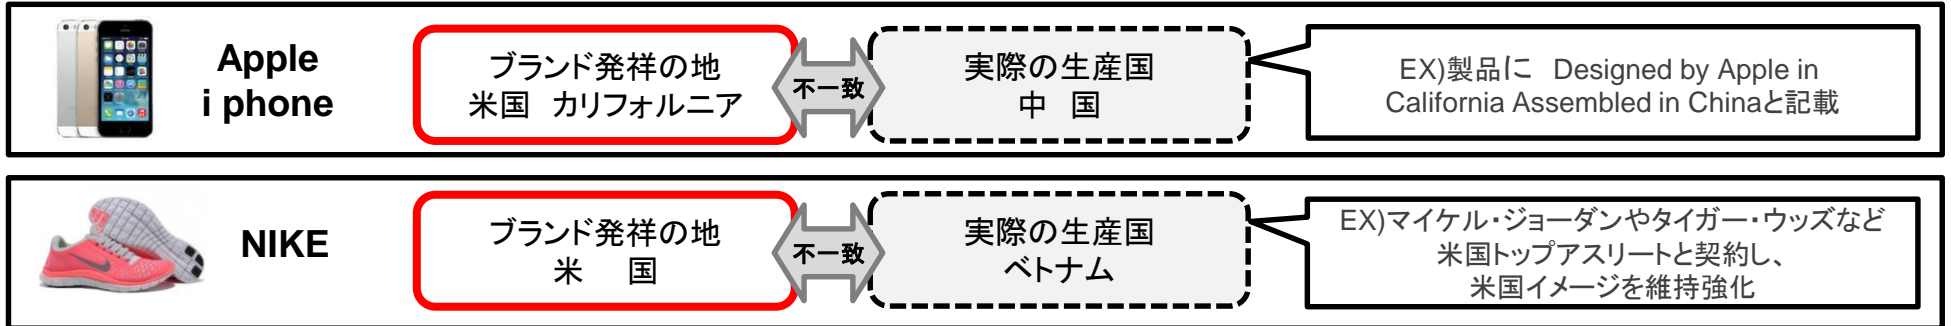 Apple
i phone
ブランド発祥の地
米国 カリフォルニア
不一致
実際の生産国
中 国
EX)製品に Designed by Apple in
California Assembled in Chinaと記載
NIKE
ブランド発祥の地
米 国
不一致
実際の生産国
ベトナム
EX)マイケル・ジョーダンやタイガー・ウッズなど
米国トップアスリートと契約し、
米国イメージを維持強化